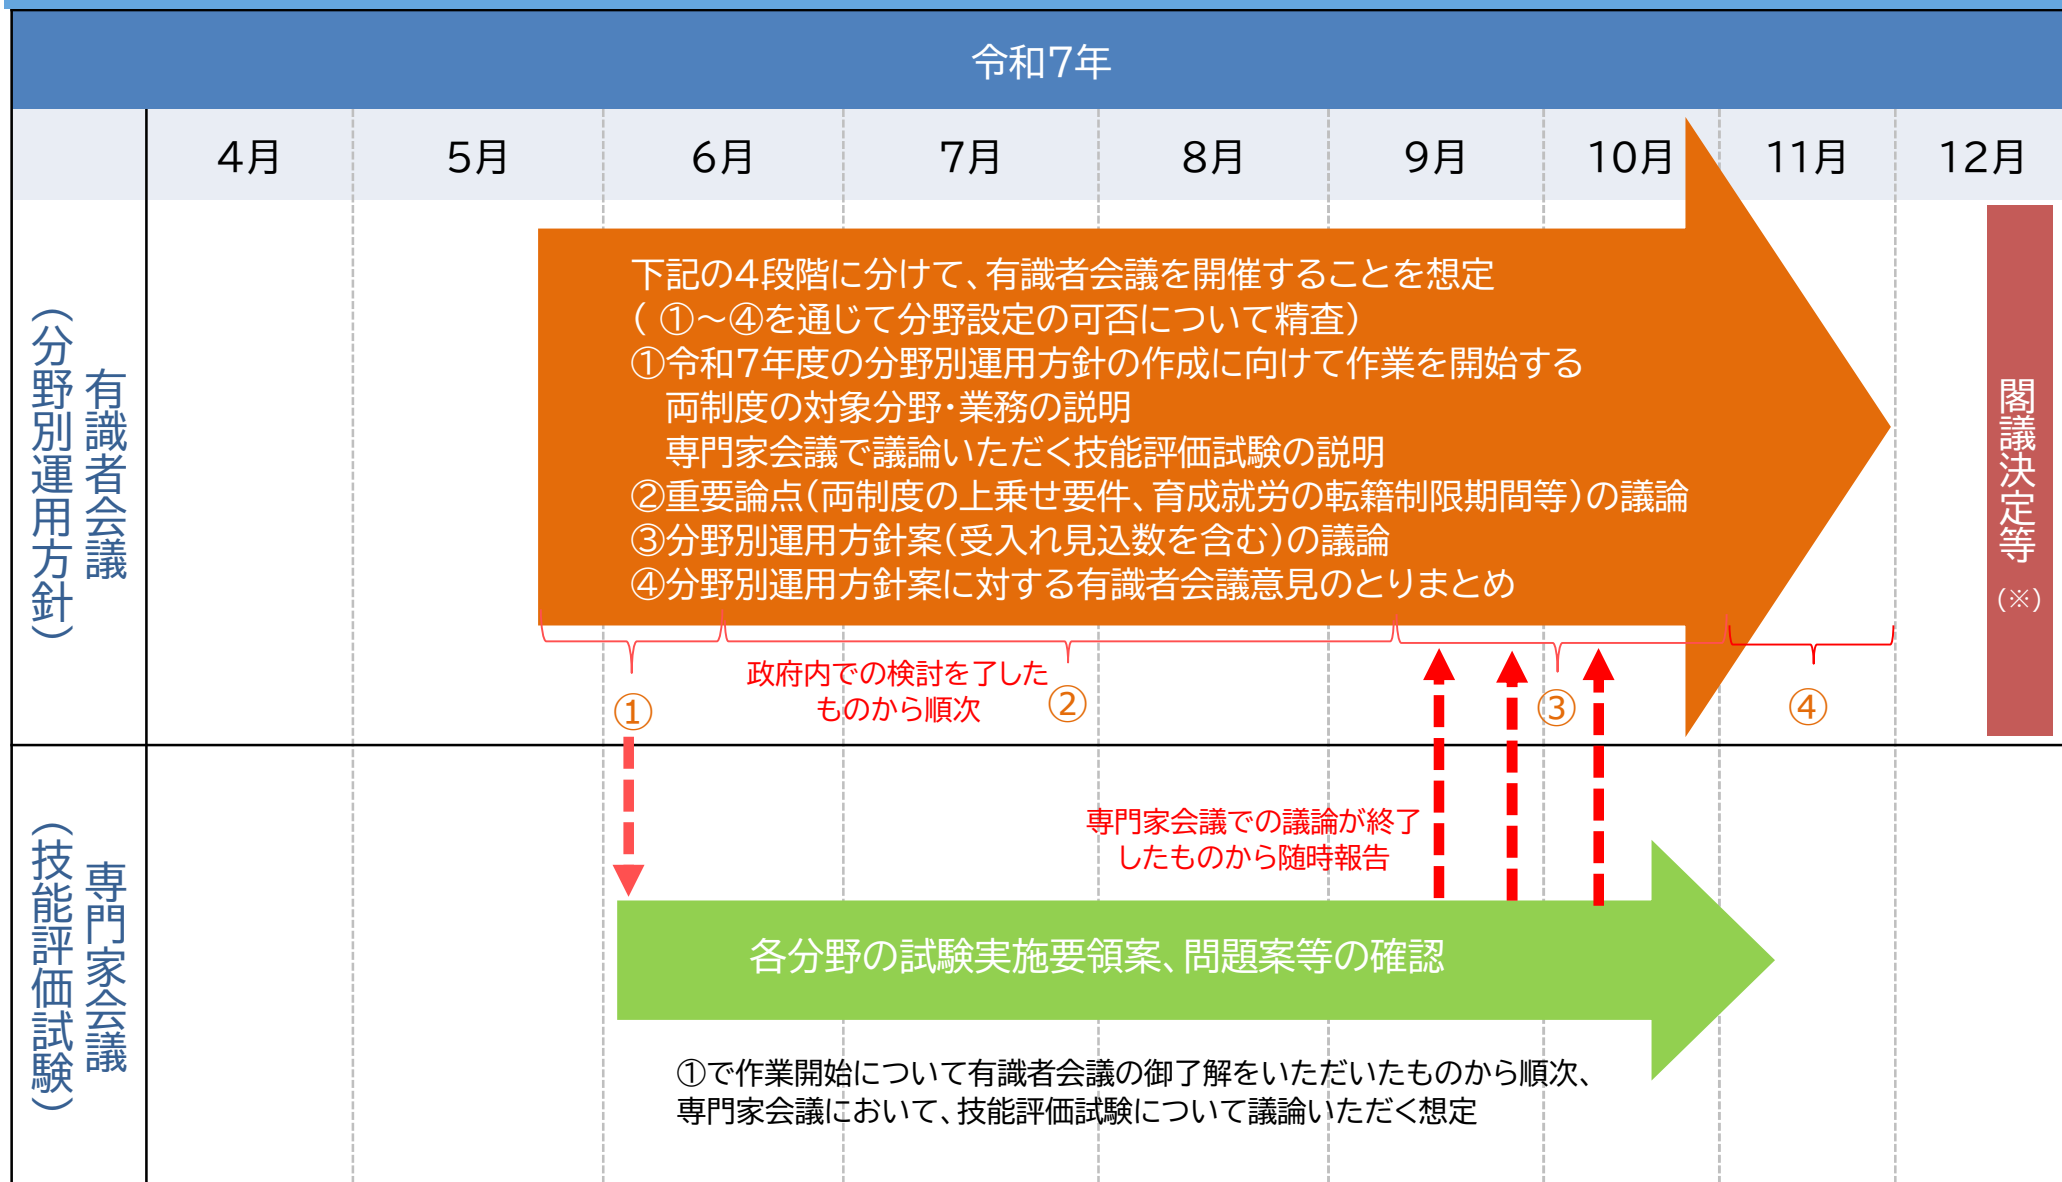 令和7年
4月
5月
6月
7月
8月
9月
10月
11月
12月
有識者会議
（分野別運用方針）
下記の4段階に分けて、有識者会議を開催することを想定
（ ①～④を通じて分野設定の可否について精査）
①令和7年度の分野別運用方針の作成に向けて作業を開始する
両制度の対象分野・業務の説明
専門家会議で議論いただく技能評価試験の説明
②重要論点（両制度の上乗せ要件、育成就労の転籍制限期間等）の議論
③分野別運用方針案（受入れ見込数を含む）の議論
④分野別運用方針案に対する有識者会議意見のとりまとめ
閣議決定等
（※）
①
政府内での検討を了した
ものから順次
②
③
④
専門家会議
（技能評価試験）
専門家会議での議論が終了
したものから随時報告
各分野の試験実施要領案、問題案等の確認
①で作業開始について有識者会議の御了解をいただいたものから順次、
専門家会議において、技能評価試験について議論いただく想定